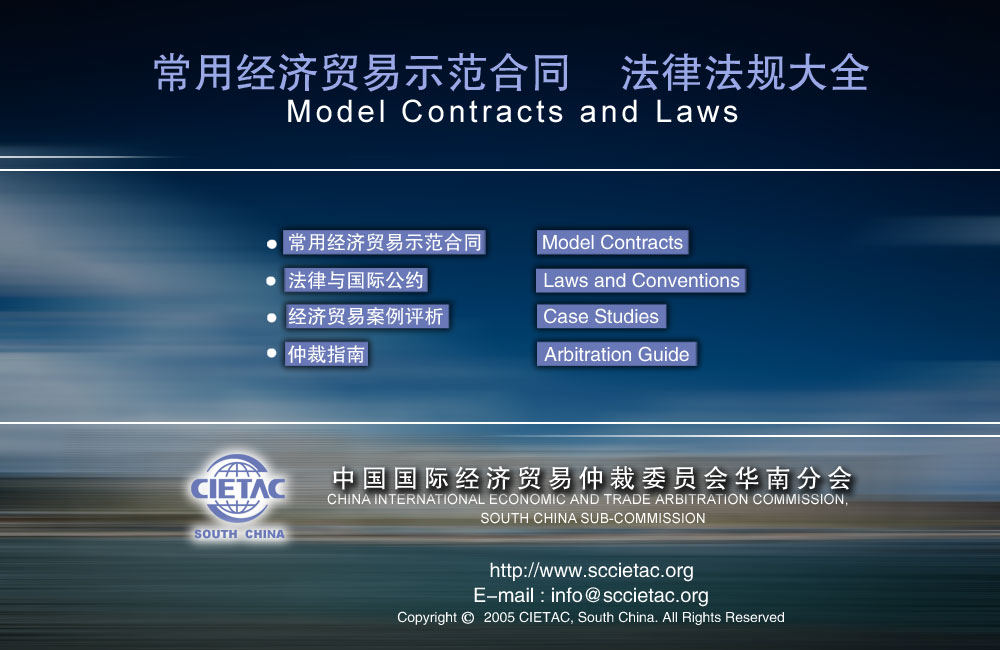 常用经济贸易示范合同 法律法规大全
Model Contracts and Laws
常用经济贸易示范合同 Model Contracts
法律与国际公约 Laws and Conventions
经济贸易案例评析 Case Studies
仲裁指南 Arbitration Guide
CIETAC
SOUTH CHINA
中国国际经济贸易仲裁委员会华南分会
CHINA INTERNATIONAL ECONOMIC AND TRADE ARBITRATION COMMISSION,
SOUTH CHINA SUB-COMMISSION
http://www.sccietac.org
E-mail : info@sccietac.org
Copyright © 2005 CIETAC, South China. All Rights Reserved